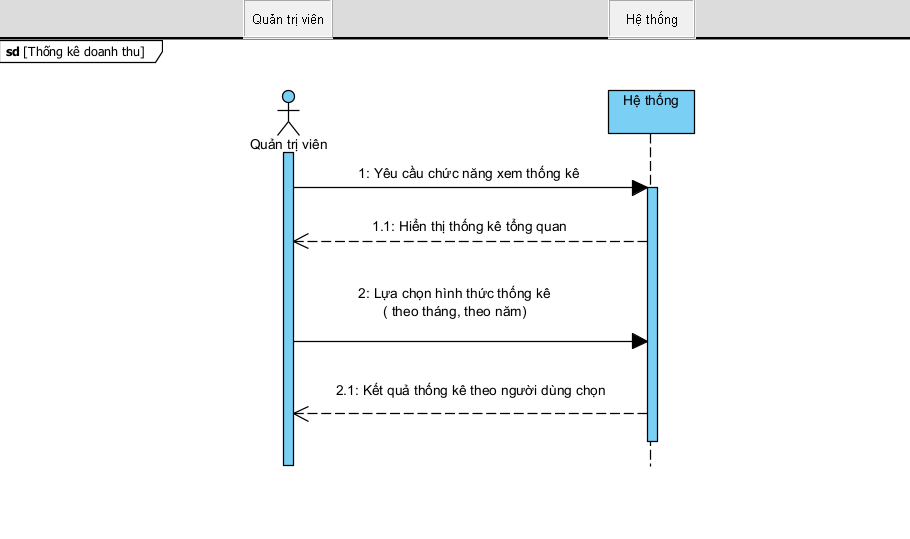 Quản trị viên
Hệ thống
sd [Thống kê doanh thu]
Hệ thống
Quản trị viên
1: Yêu cầu chức năng xem thống kê
1.1: Hiển thị thống kê tổng quan
2: Lựa chọn hình thức thống kê
( theo tháng, theo năm)
2.1: Kết quả thống kê theo người dùng chọn